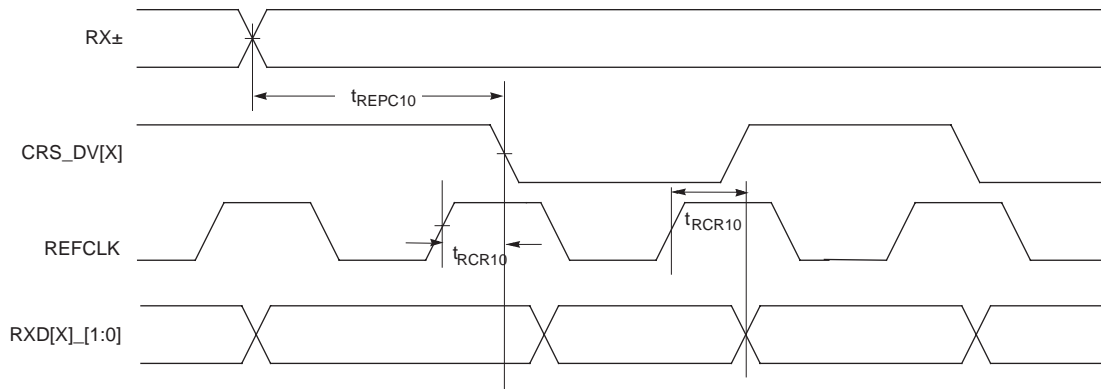 RX±
tREPC10
CRS_DV[X]
tRCR10
REFCLK
tRCR10
RXD[X]_[1:0]